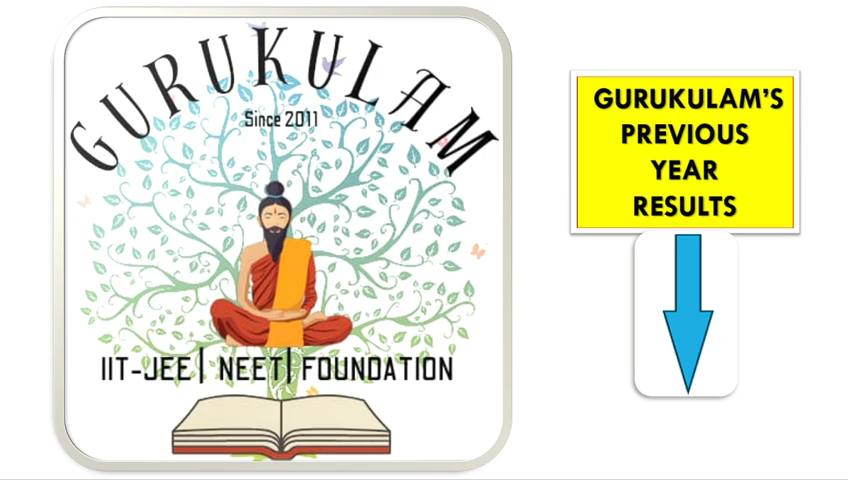 GURUKULAM
Since 2011
IIT-JEE| NEET| FOUNDATION
GURUKULAM'S
PREVIOUS
YEAR
RESULTS